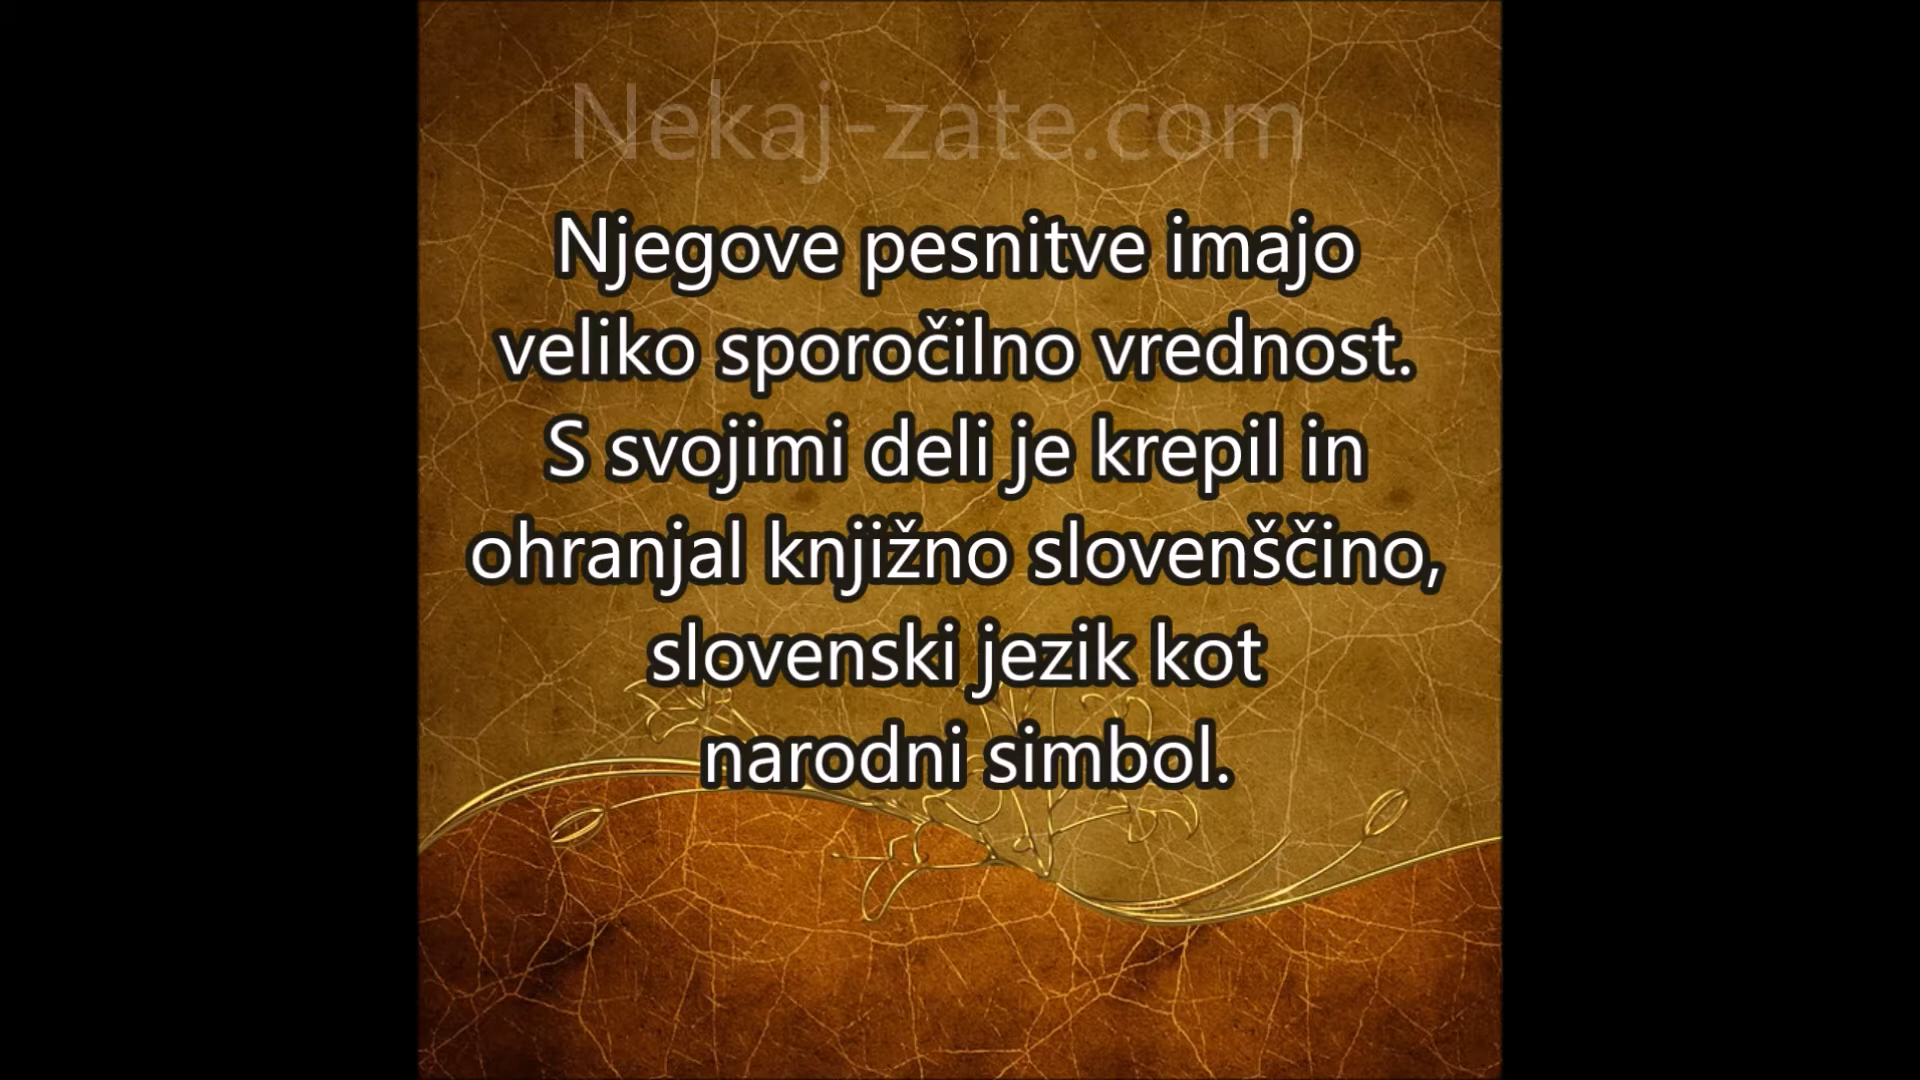 Nekaj-zate.com
Njegove pesnitve imajo
veliko sporočilno vrednost.
S svojimi deli je krepil in
ohranjal knjižno slovenščino,
slovenski jezik kot
narodni simbol.